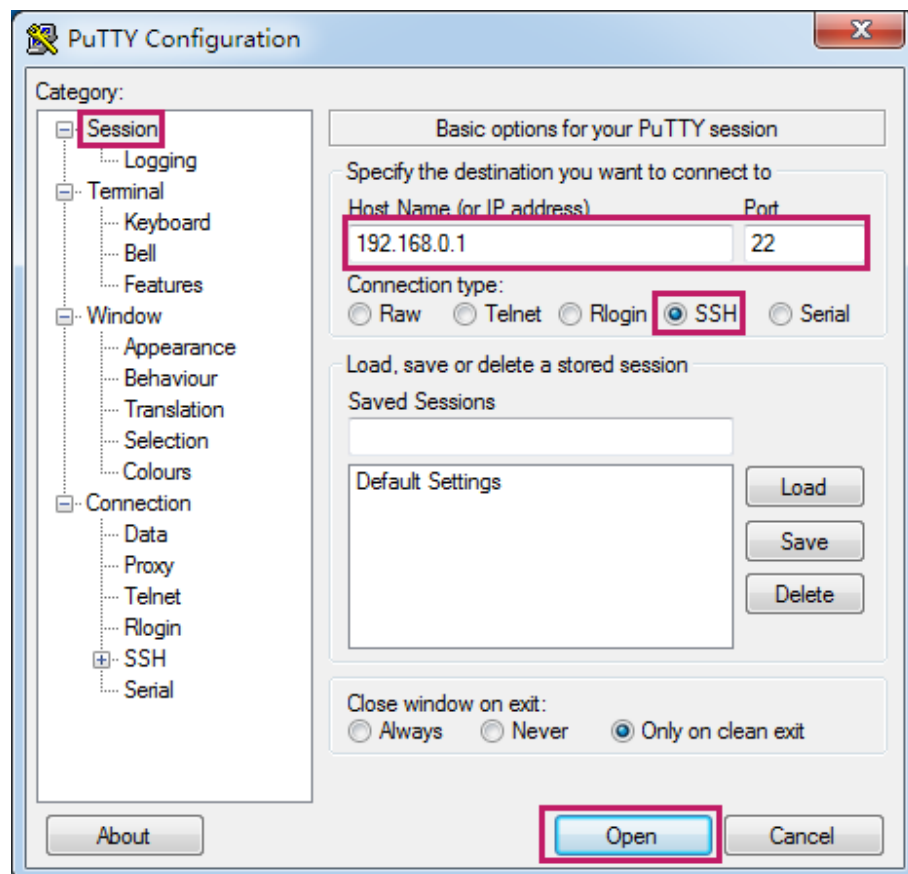 PuTTY Configuration
Category:
Session
Logging
Terminal
Keyboard
Bell
Features
Window
Appearance
Behaviour
Translation
Selection
Colours
Connection
Data
Proxy
Telnet
Rlogin
SSH
Serial
Basic options for your PuTTY session
Specify the destination you want to connect to
Host Name (or IP address) Port
192.168.0.1 22
Connection type:
Raw Telnet Rlogin SSH Serial
Load, save or delete a stored session
Saved Sessions
Default Settings
Load
Save
Delete
Close window on exit:
Always Never Only on clean exit
About Open Cancel